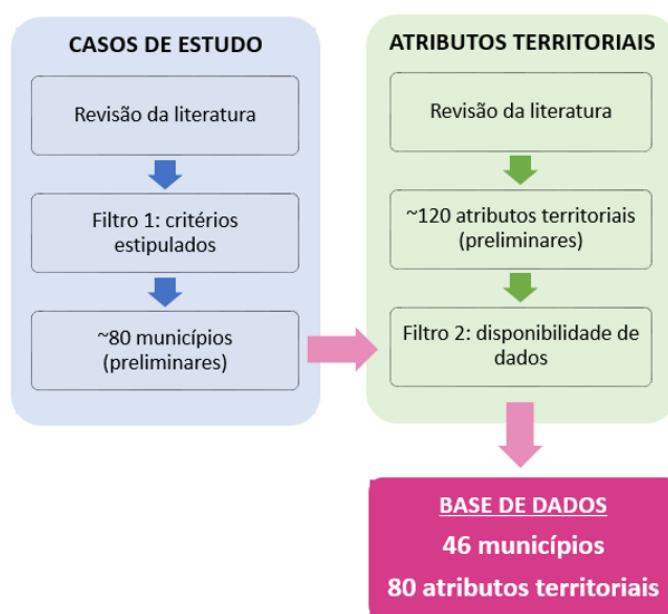 CASOS DE ESTUDO
Revisão da literatura
Filtro 1: critérios
estipulados
~80 municípios
(preliminares)
ATRIBUTOS TERRITORIAIS
Revisão da literatura
~120 atributos territoriais
(preliminares)
Filtro 2: disponibilidade de
dados
BASE DE DADOS
46 municípios
80 atributos territoriais